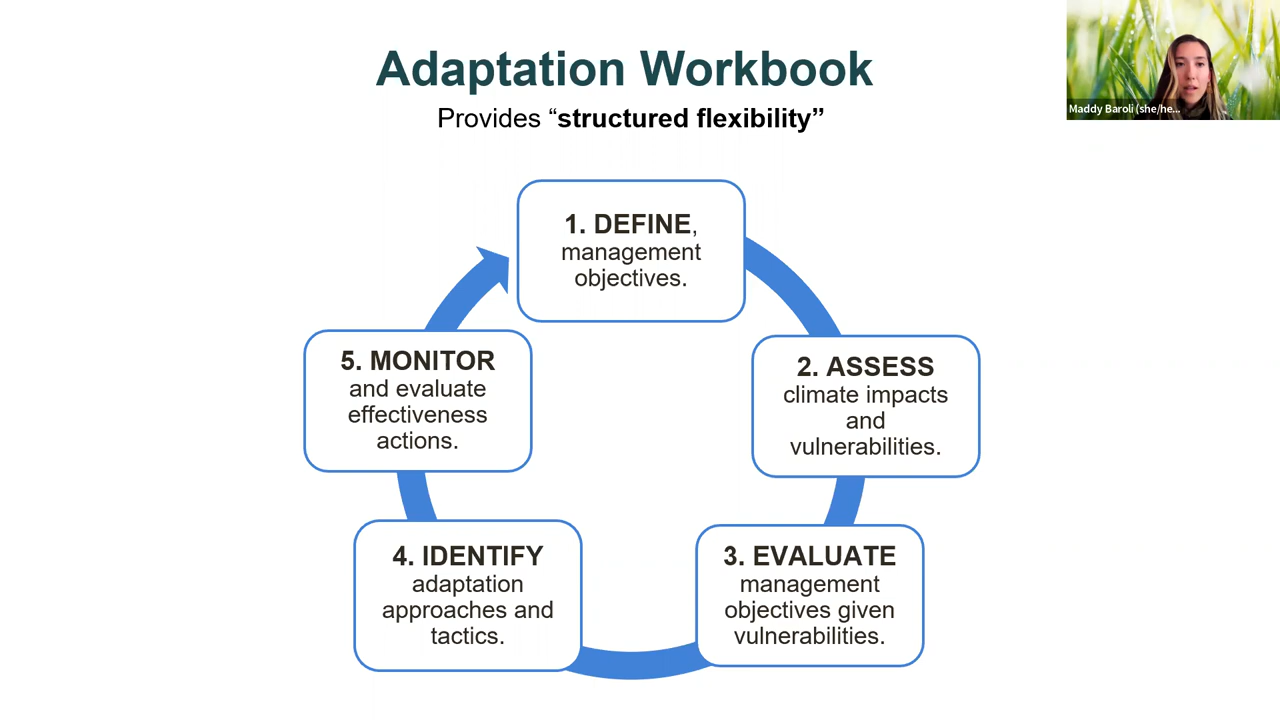 Adaptation Workbook
Provides “structured flexibility”
Maddy Baroli (she/he...
1. DEFINE,
management
objectives.
2. ASSESS
climate impacts
and
vulnerabilities.
3. EVALUATE
management
objectives given
vulnerabilities.
4. IDENTIFY
adaptation
approaches and
tactics.
5. MONITOR
and evaluate
effectiveness
actions.